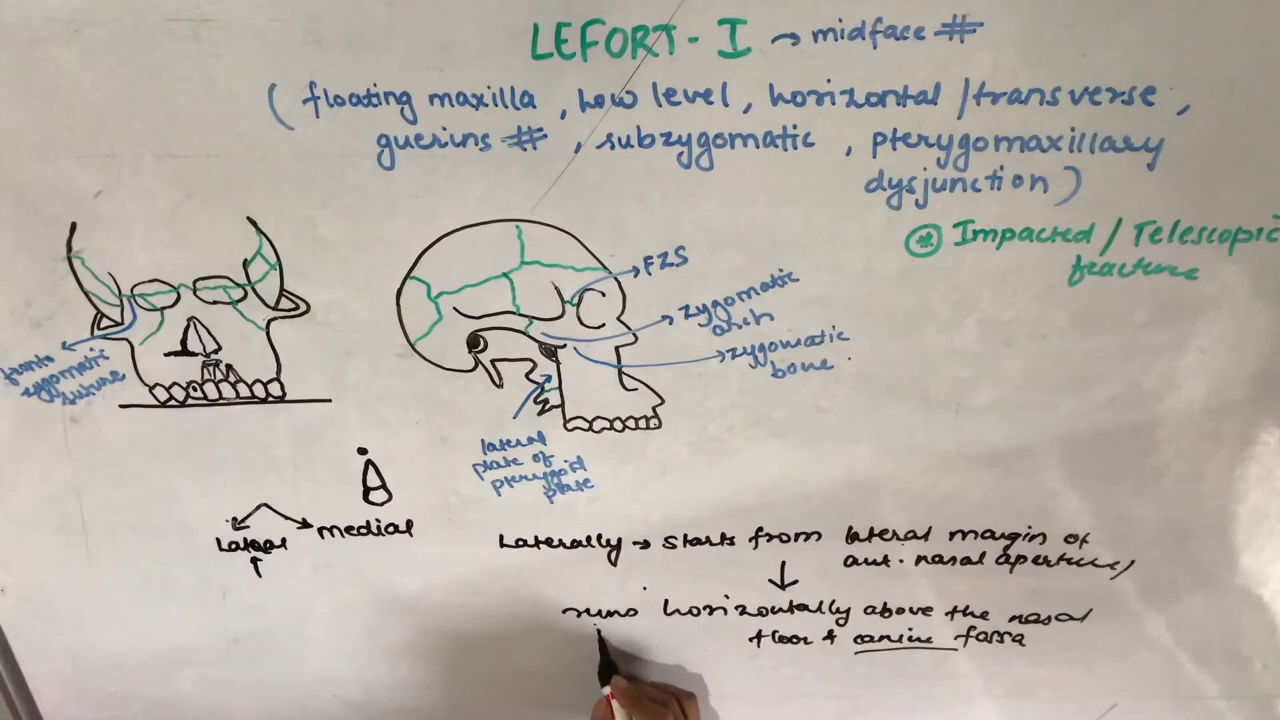 LEFORT - I → midface #
( floating maxilla , low level , horizontal / transverse ,
guerins # , subzygomatic , pterygomaxillary
dysjunction )
* Impacted / Telescopic
fracture
FZS
zygomatic
arch
zygomatic
bone
fronto
zygomatic
suture
lateral
plate of
pterygoid
plate
Lateral
medial
Laterally → starts from lateral margin of
ant. nasal aperture,
runs horizontally above the nasal
floor & canine fossa